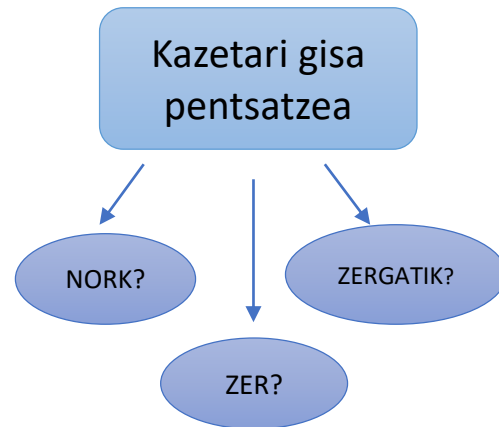 Kazetari gisa
pentsatzea
NORK?
ZERGATIK?
ZER?